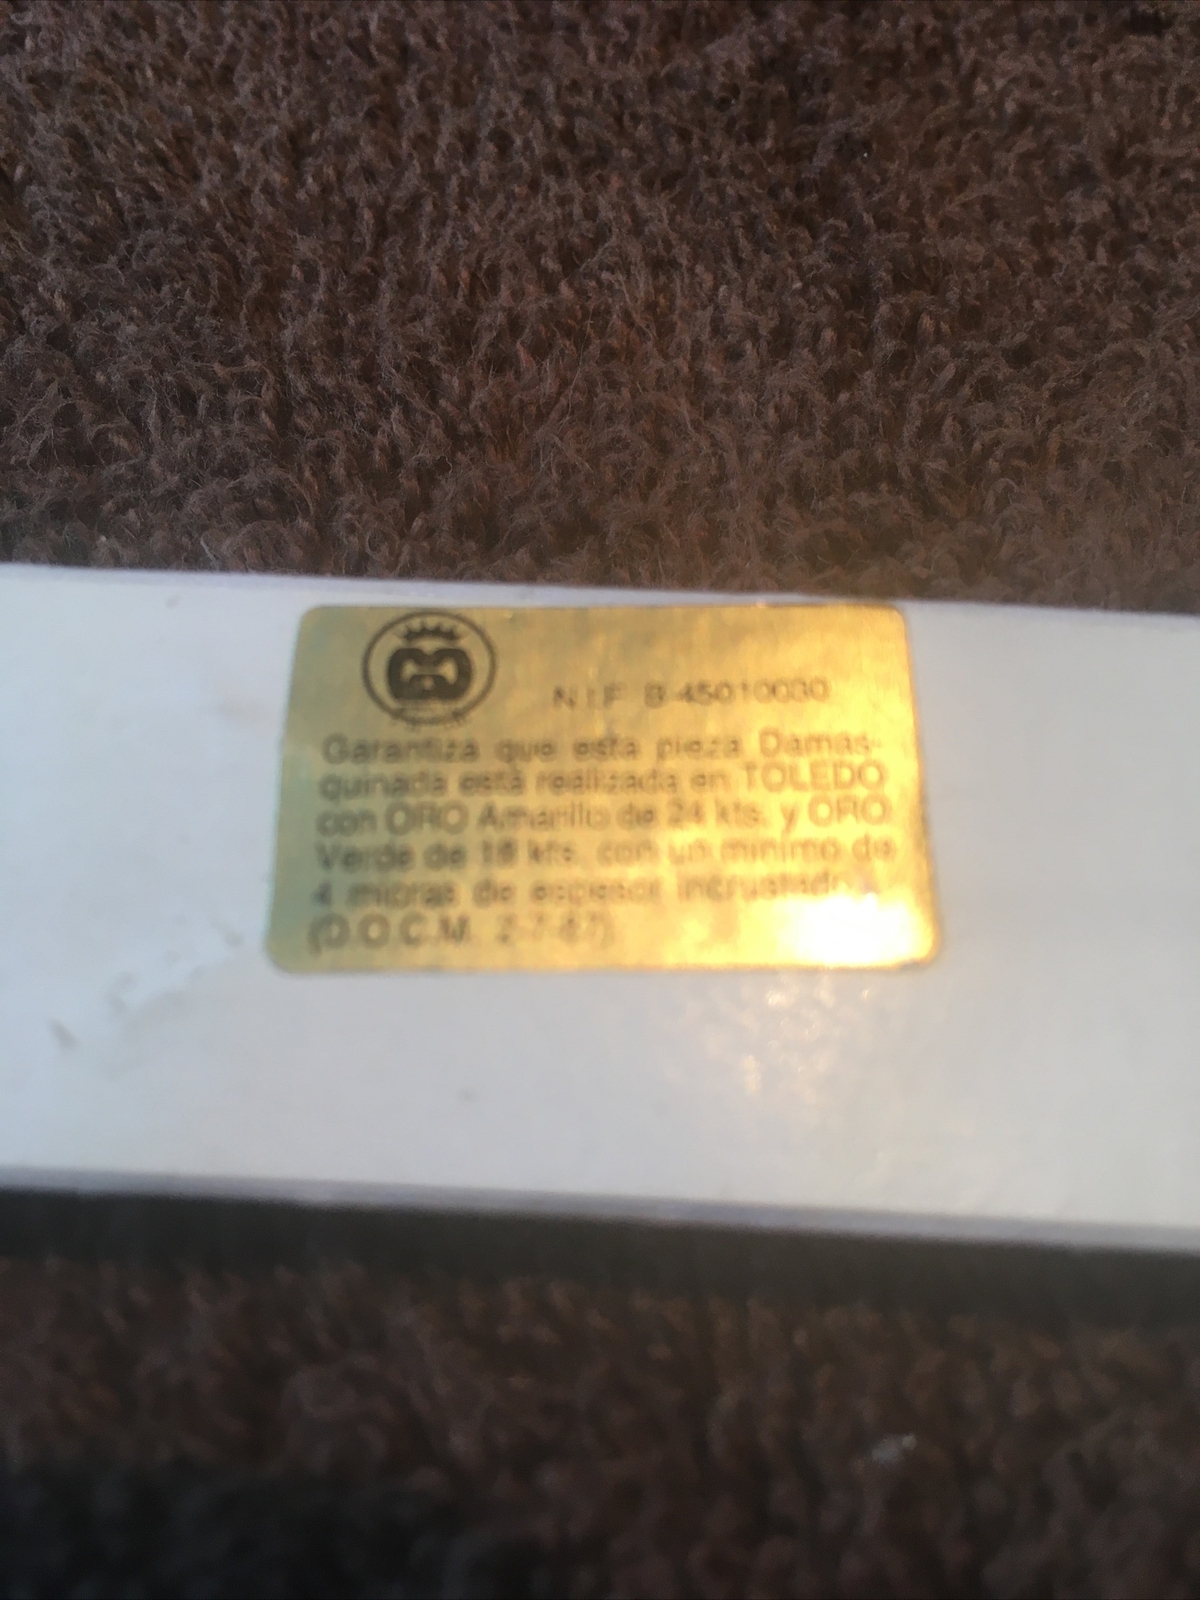 N.I.F. B-45010030
Garantiza que esta pieza Damas-
quinada está realizada en TOLEDO
con ORO Amarillo de 24 kts. y ORO
Verde de 18 kts. con un mínimo de
4 micras de espesor incrustado
(D.O.C.M. 2-7-87)